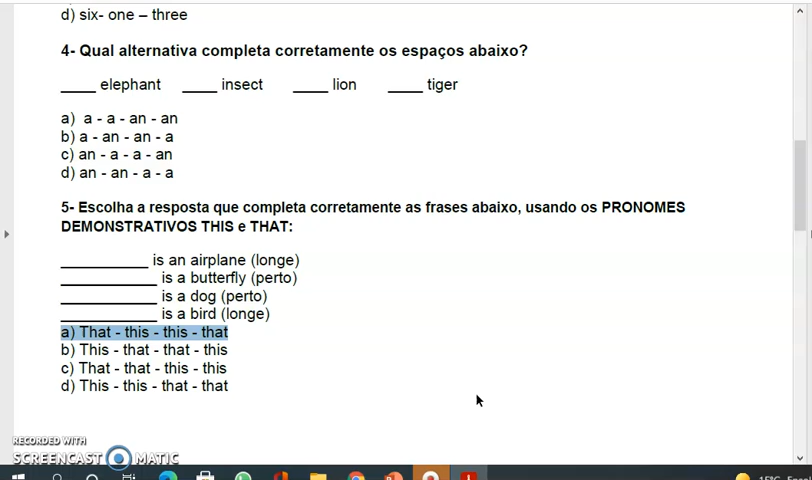 d) six- one – three
4- Qual alternativa completa corretamente os espaços abaixo?
____ elephant ____ insect ____ lion ____ tiger
a) a - a - an - an
b) a - an - an - a
c) an - a - a - an
d) an - an - a - a
5- Escolha a resposta que completa corretamente as frases abaixo, usando os PRONOMES
DEMONSTRATIVOS THIS e THAT:
__________ is an airplane (longe)
___________ is a butterfly (perto)
___________ is a dog (perto)
___________ is a bird (longe)
a) That - this - this - that
b) This - that - that - this
c) That - that - this - this
d) This - this - that - that
RECORDED WITH
SCREENCAST MATIC
15°C